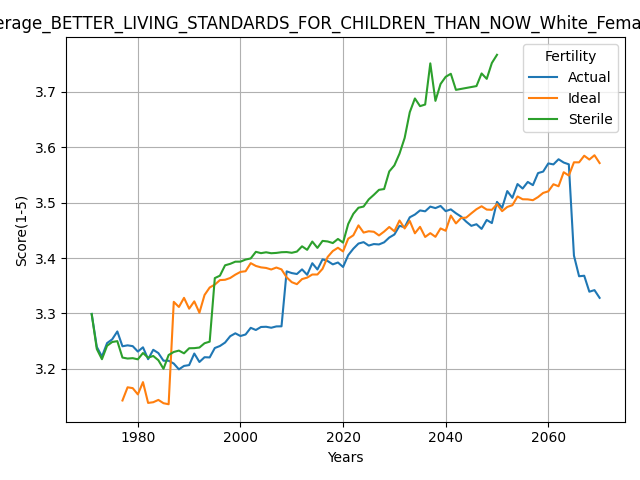 erage_BETTER_LIVING_STANDARDS_FOR_CHILDREN_THAN_NOW_White_Fema
Fertility
Actual
Ideal
Sterile
3.7
3.6
3.5
3.4
3.3
3.2
Score(1-5)
1980
2000
2020
2040
2060
Years